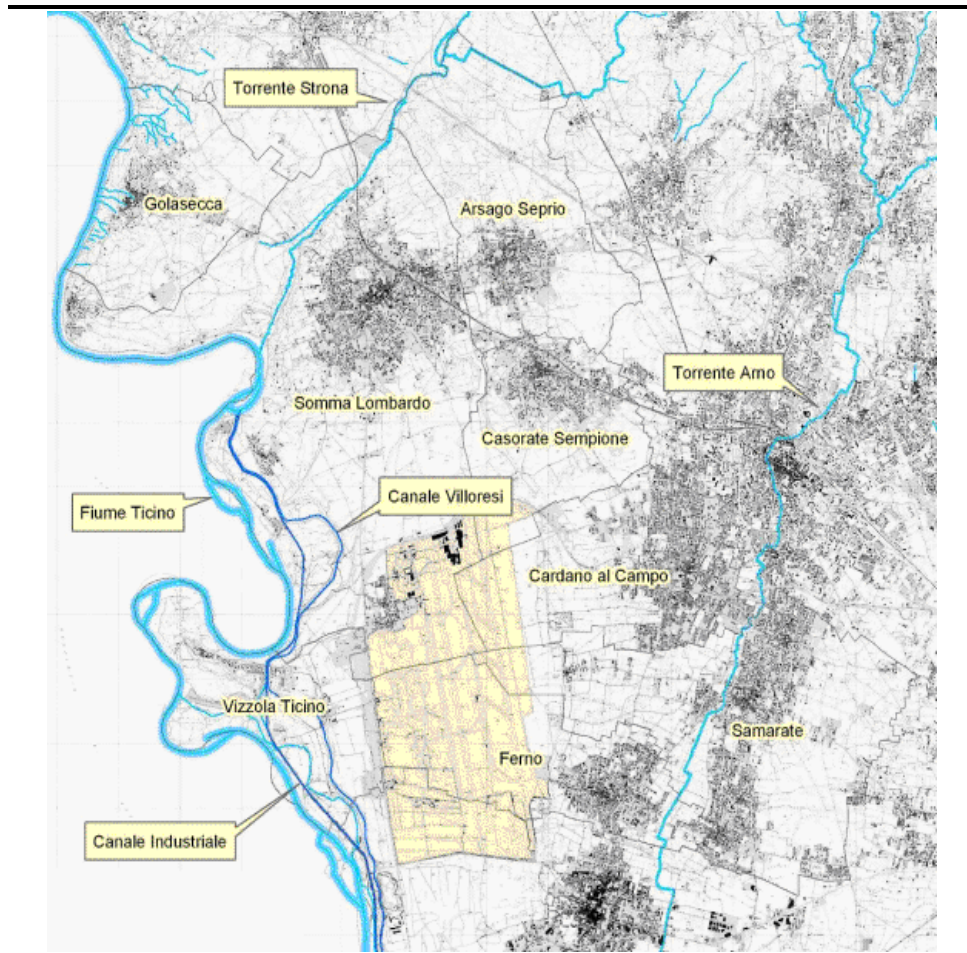 Torrente Strona
Golasecca
Arsago Seprio
Torrente Arno
Somma Lombardo
Casorate Sempione
Canale Villoresi
Fiume Ticino
Cardano al Campo
Vizzola Ticino
Samarate
Ferno
Canale Industriale